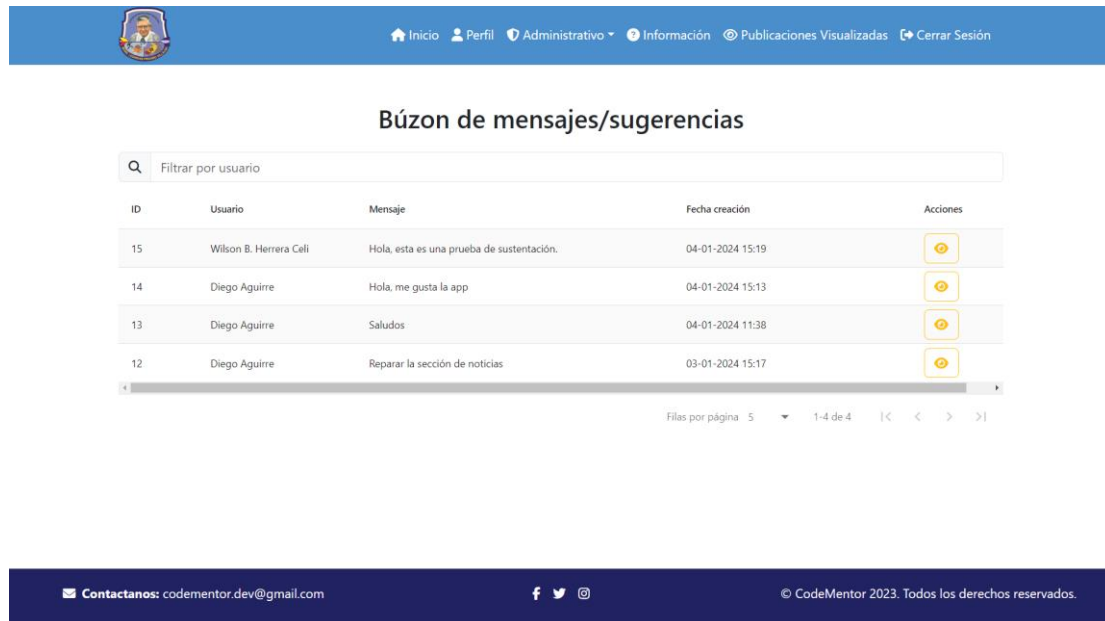 Inicio Perfil Administrativo Información Publicaciones Visualizadas Cerrar Sesión
Búzon de mensajes/sugerencias
Filtrar por usuario
ID Usuario Mensaje Fecha creación Acciones
15 Wilson B. Herrera Celi Hola, esta es una prueba de sustentación. 04-01-2024 15:19
14 Diego Aguirre Hola, me gusta la app 04-01-2024 15:13
13 Diego Aguirre Saludos 04-01-2024 11:38
12 Diego Aguirre Reparar la sección de noticias 03-01-2024 15:17
Filas por página 5 1-4 de 4
Contactanos: codementor.dev@gmail.com © CodeMentor 2023. Todos los derechos reservados.